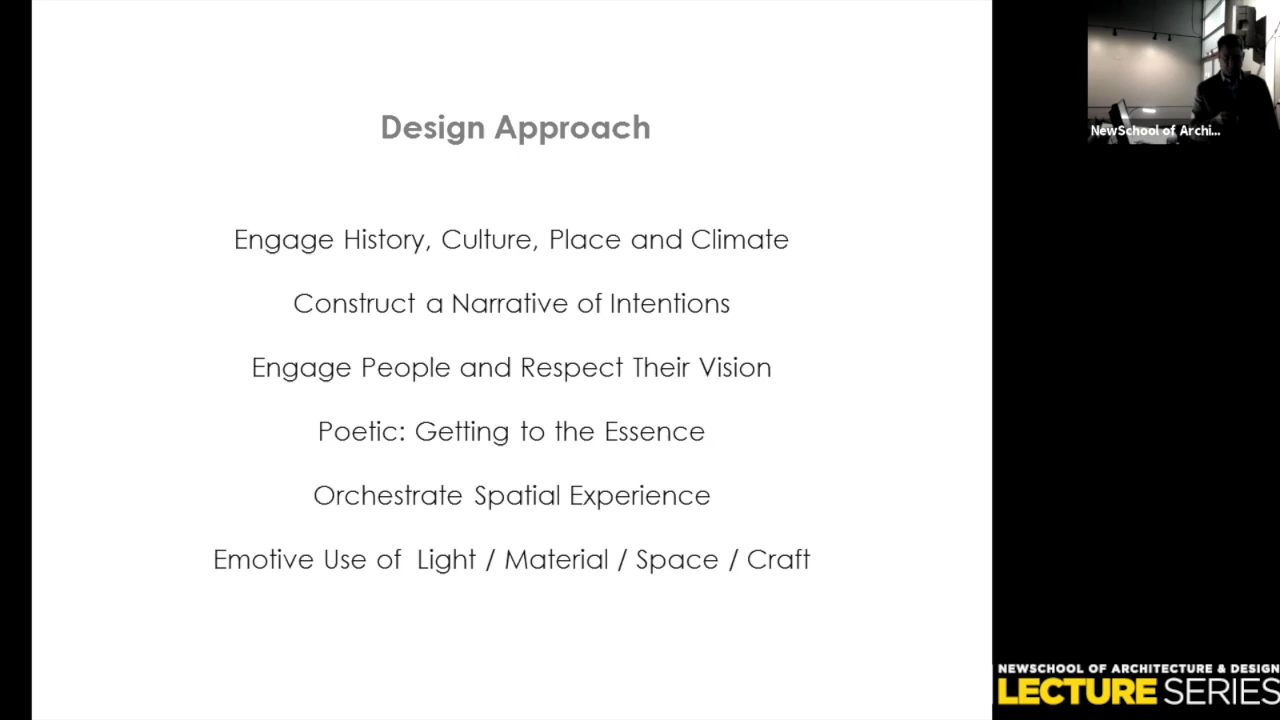 Design Approach
Engage History, Culture, Place and Climate
Construct a Narrative of Intentions
Engage People and Respect Their Vision
Poetic: Getting to the Essence
Orchestrate Spatial Experience
Emotive Use of Light / Material / Space / Craft
NewSchool of Archi...
NEWSCHOOL OF ARCHITECTURE & DESIGN
LECTURE SERIES